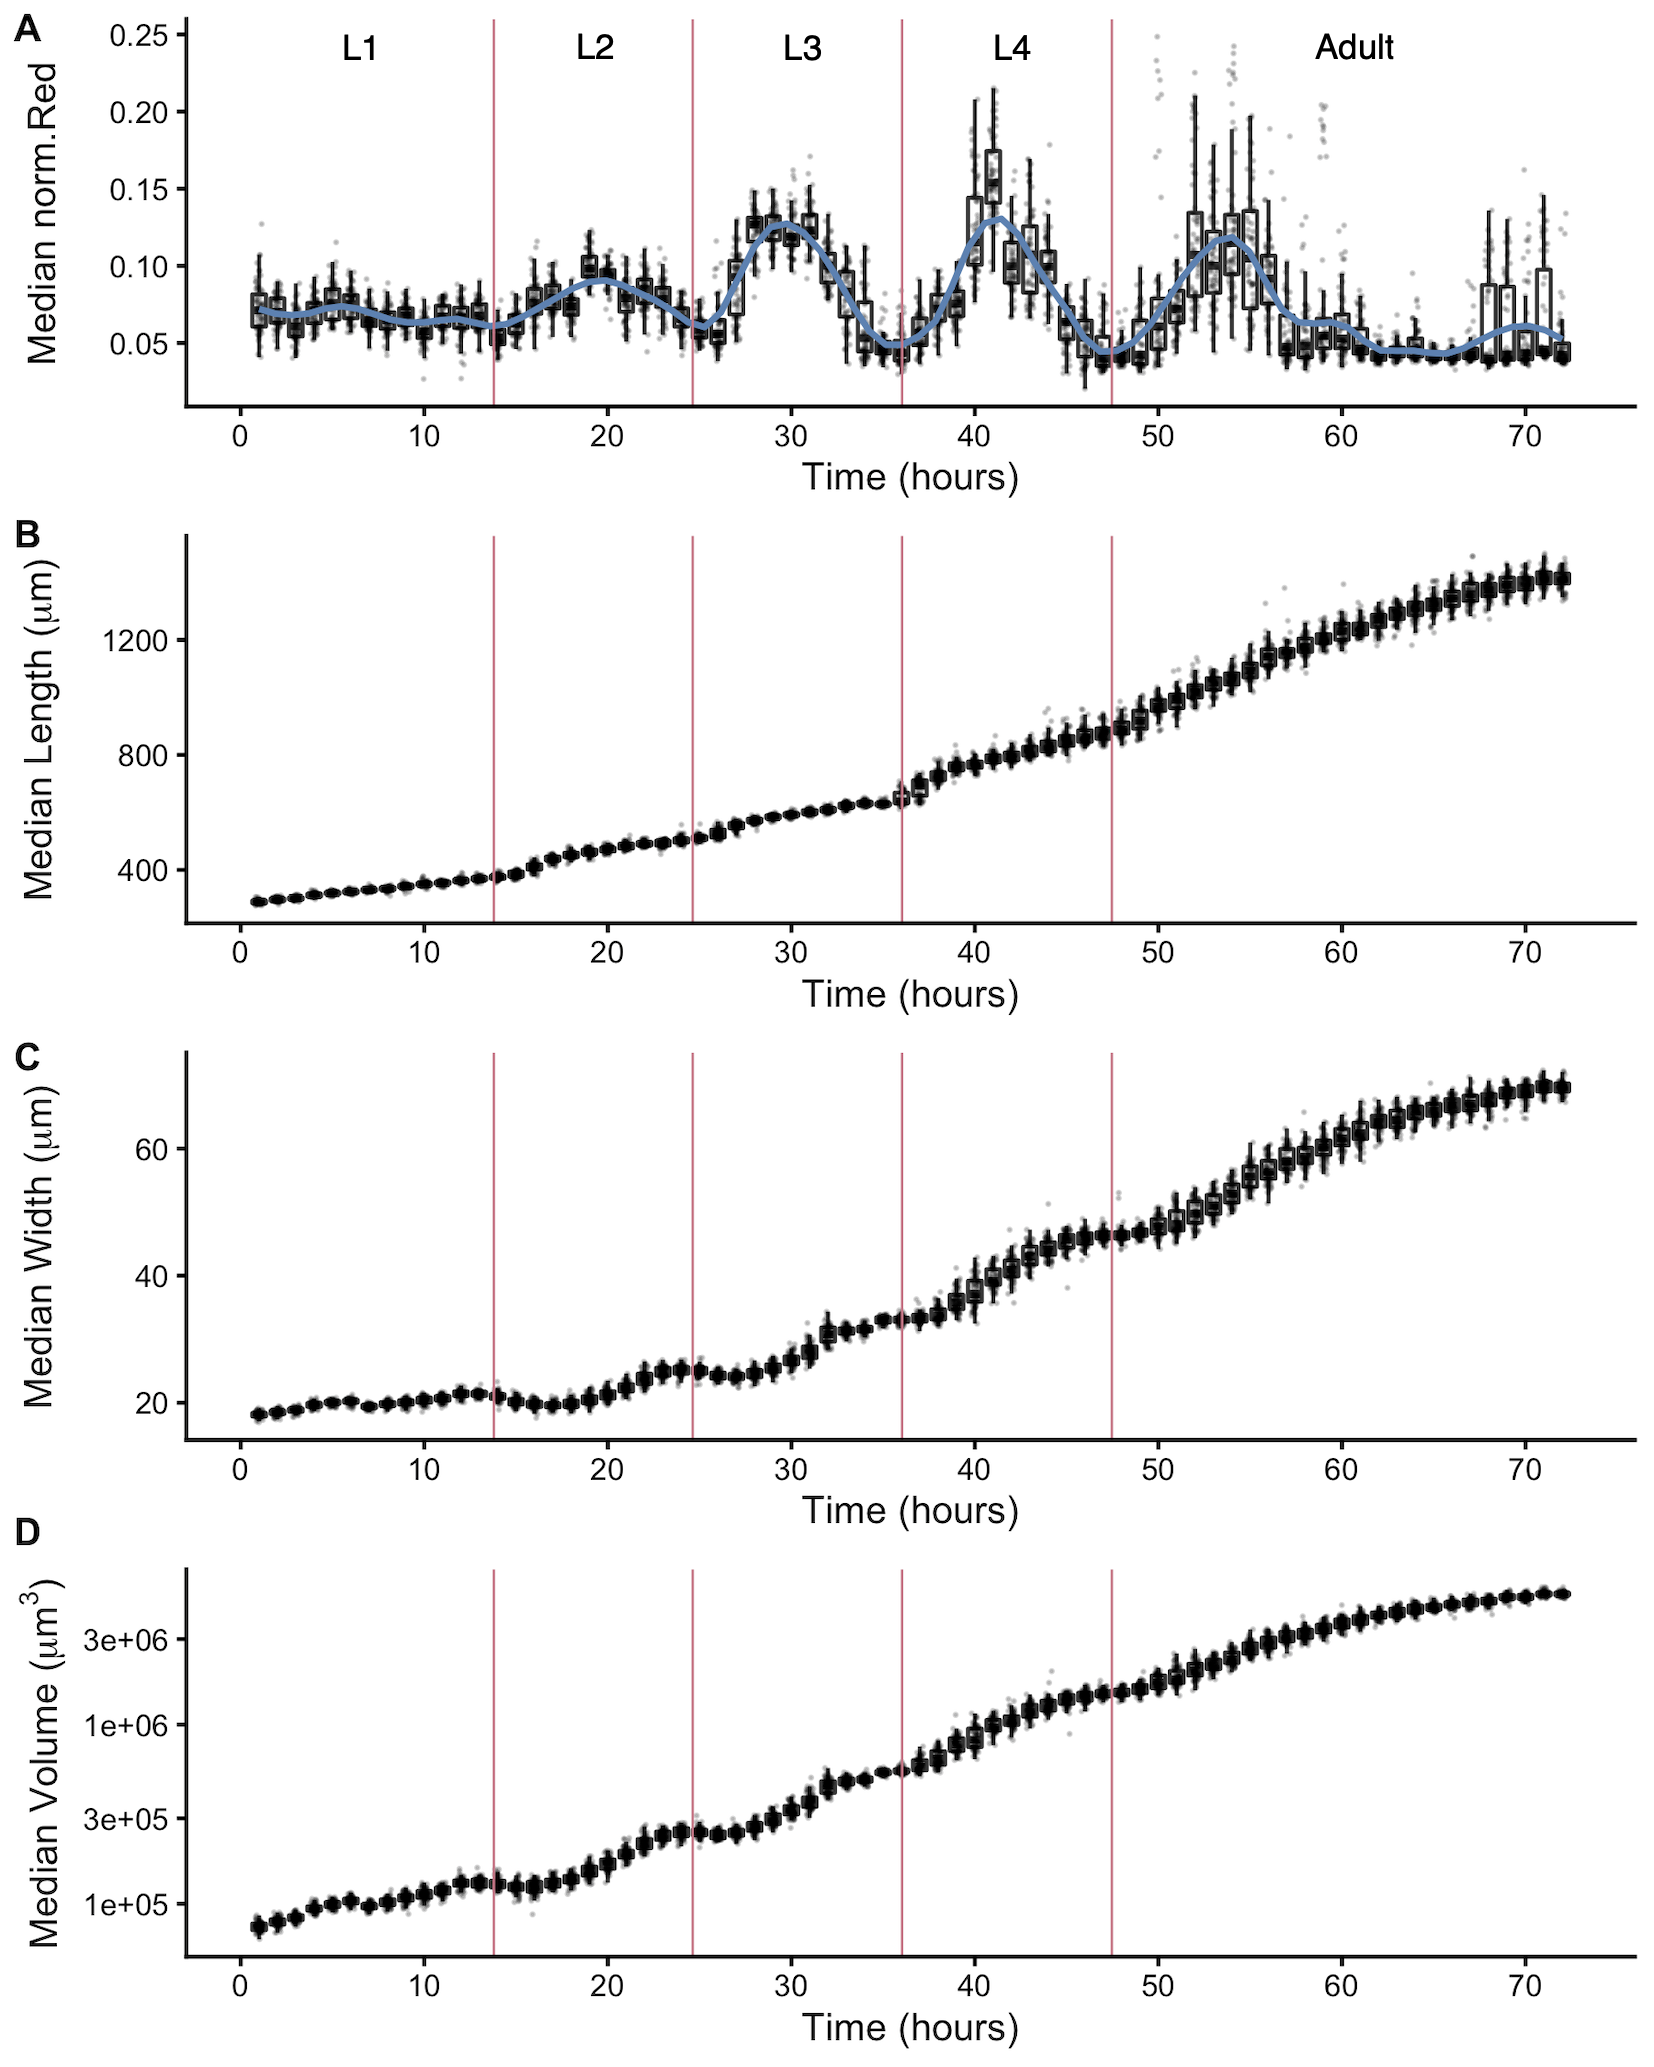 A
L1 L2 L3 L4 Adult
Median norm.Red
0.25
0.20
0.15
0.10
0.05
0 10 20 30 40 50 60 70
Time (hours)
B
Median Length (μm)
1200
800
400
0 10 20 30 40 50 60 70
Time (hours)
C
Median Width (μm)
60
40
20
0 10 20 30 40 50 60 70
Time (hours)
D
Median Volume (μm³)
3e+06
1e+06
3e+05
1e+05
0 10 20 30 40 50 60 70
Time (hours)